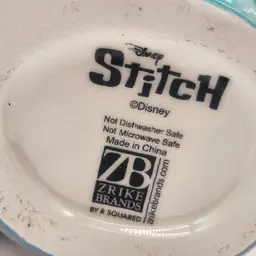 Disney
STitCH
©Disney
Not Dishwasher Safe
Not Microwave Safe
Made in China
ZB
ZRIKE
BRANDS
BY R SQUARED
zrikebrands.com